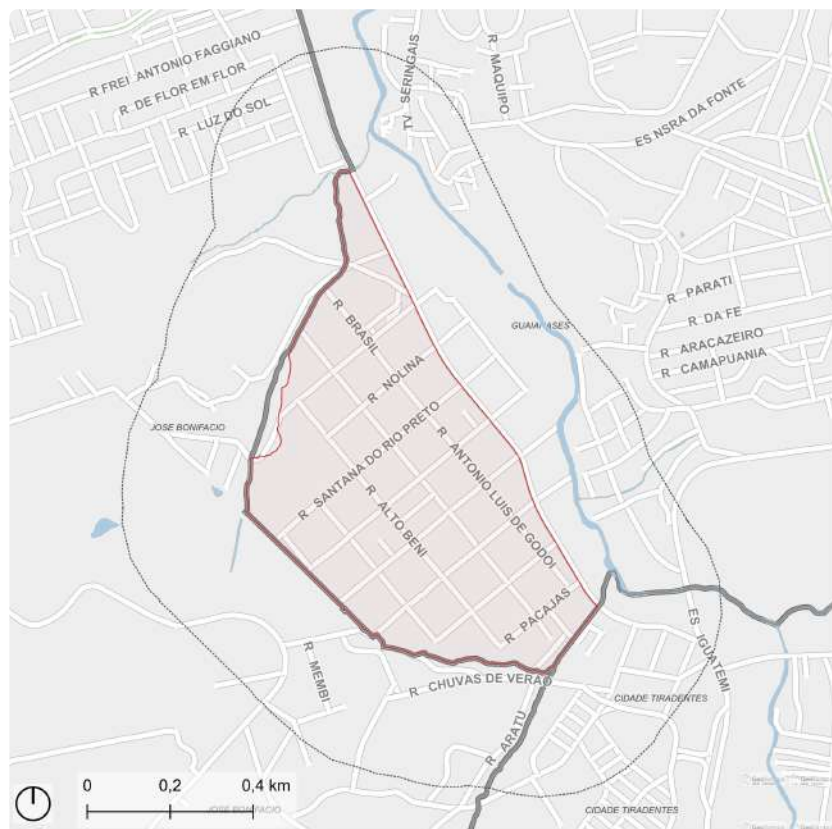 R FREI ANTONIO FAGGIANO
R DE FLOR EM FLOR
R LUZ DO SOL
TV SERINGAIS
R MAQUIPO
ES NSRA DA FONTE
R PARATI
R DA FE
R ARACAZEIRO
R CAMAPUANIA
GUAIANASES
R BRASIL
R NOLINA
JOSE BONIFACIO
R SANTANA DO RIO PRETO
R ANTONIO LUIS DE GODOI
R ALTO BENI
R PACAJAS
ES IGUATEMI
R MEMBI
R CHUVAS DE VERAO
CIDADE TIRADENTES
R ARATU
0 0,2 0,4 km
JOSE BONIFACIO
CIDADE TIRADENTES